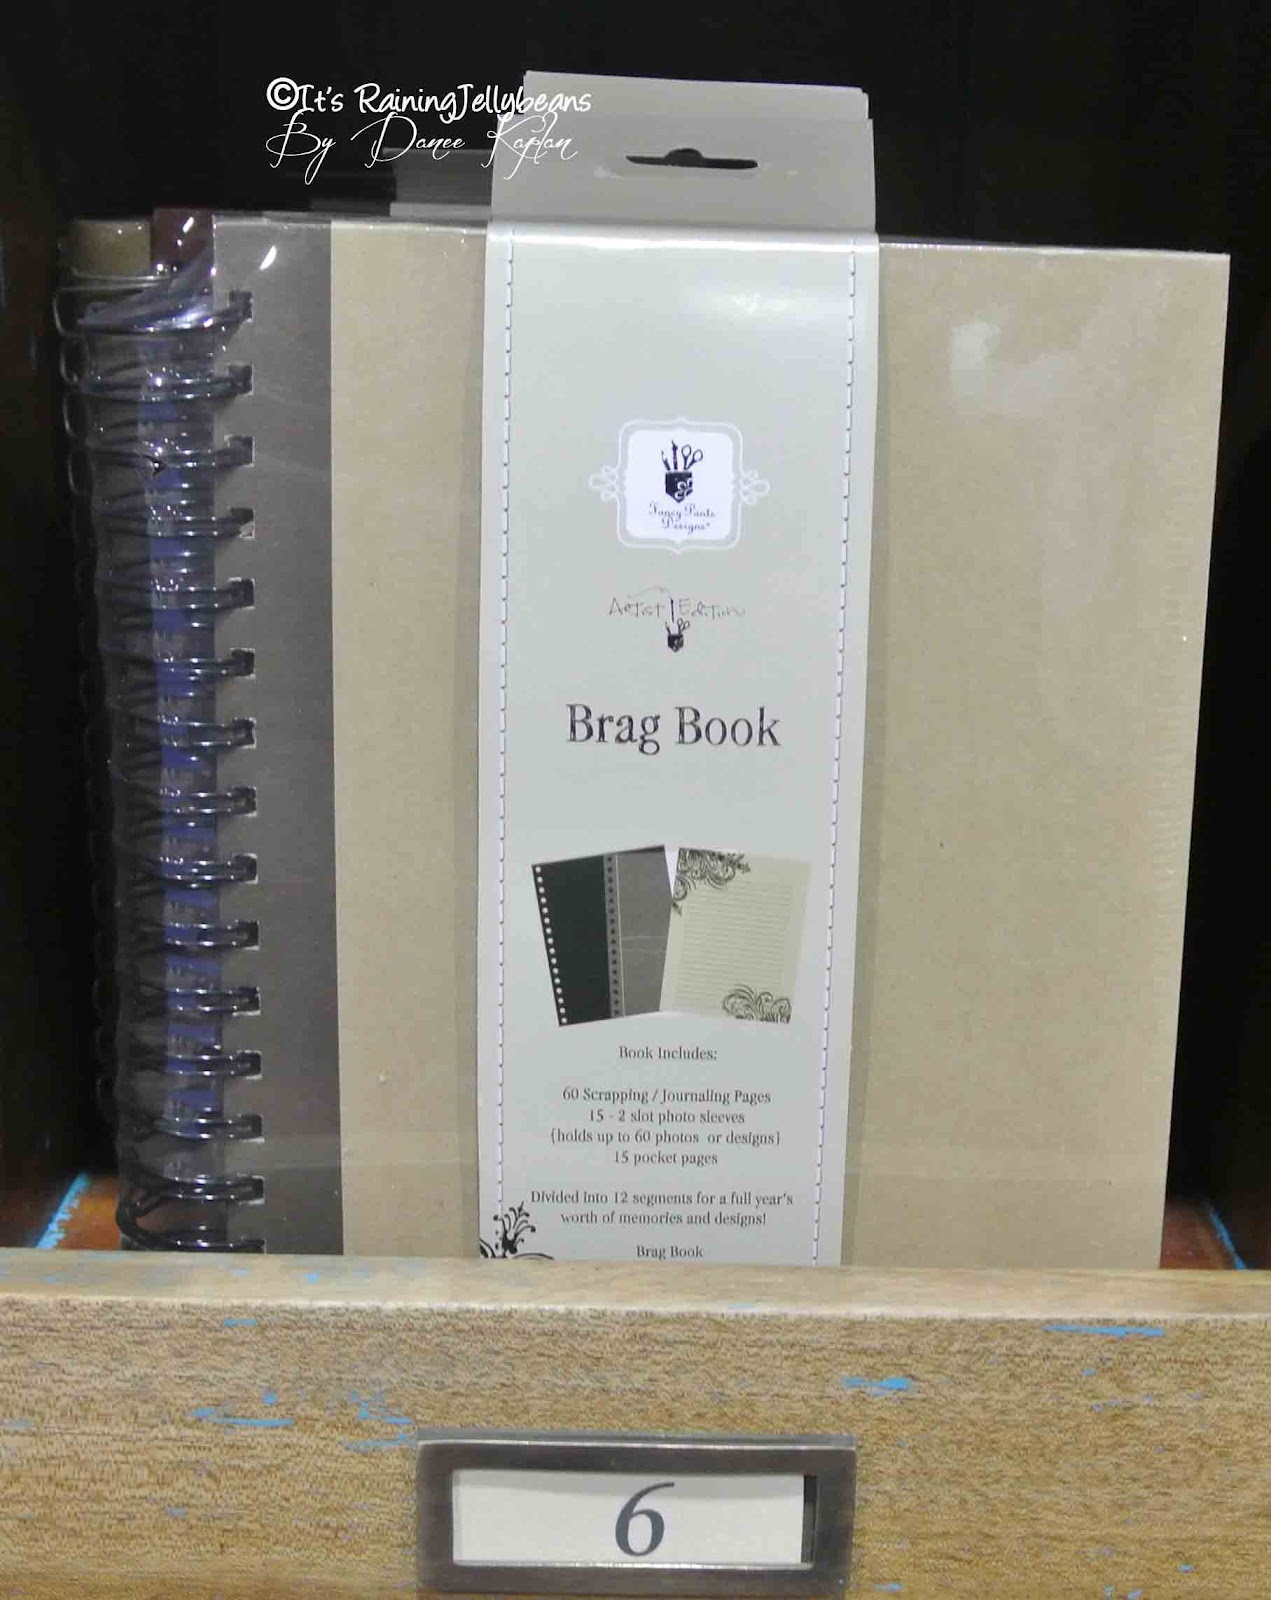 ©It's RainingJellybeans
By Danee Kaplan
Fancy Pants
Designs
Artist Edition
Brag Book
Book Includes:
60 Scrapping / Journaling Pages
15 - 2 slot photo sleeves
{holds up to 60 photos or designs}
15 pocket pages
Divided into 12 segments for a full year's
worth of memories and designs!
Brag Book
6